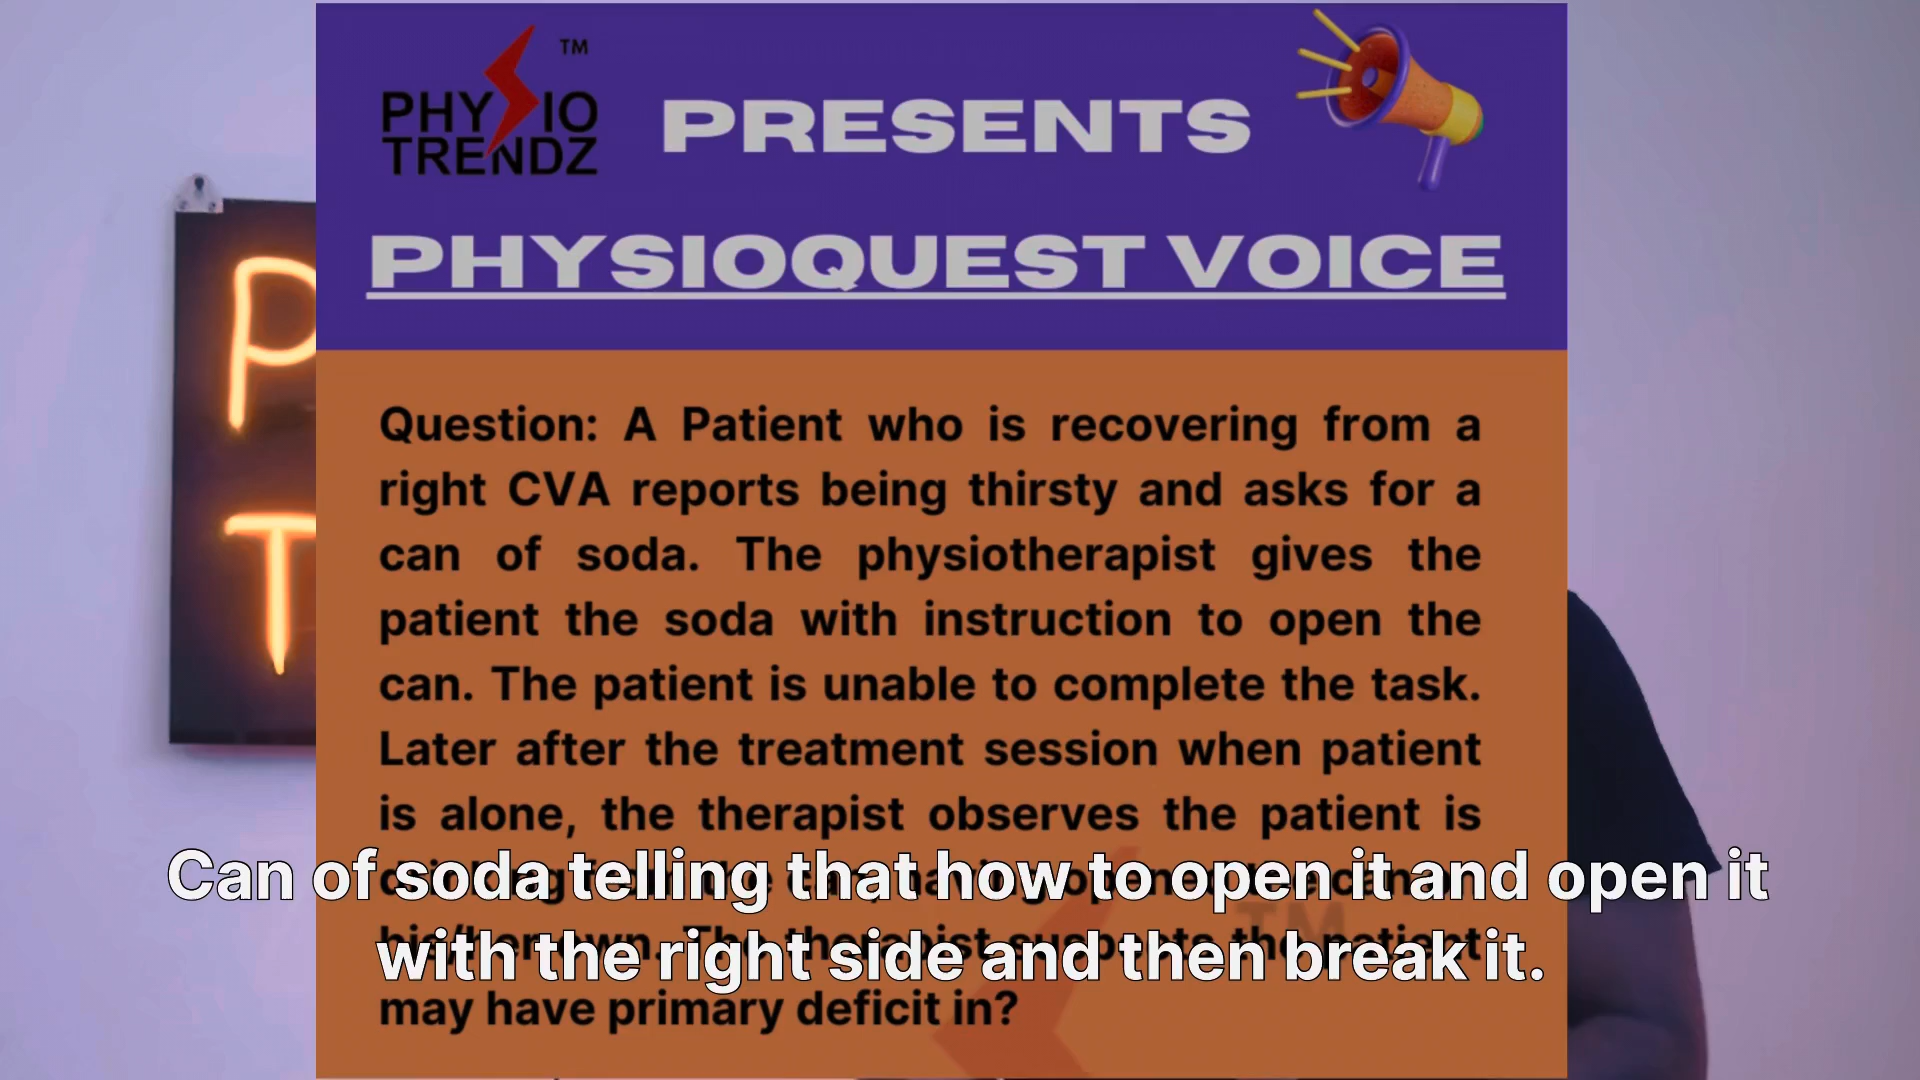 P
T
PHYSIO
TRENDZ
TM
PRESENTS
PHYSIOQUEST VOICE
Question: A Patient who is recovering from a
right CVA reports being thirsty and asks for a
can of soda. The physiotherapist gives the
patient the soda with instruction to open the
can. The patient is unable to complete the task.
Later after the treatment session when patient
is alone, the therapist observes the patient is
Can of soda telling that how to open it and open it
with the right side and then break it.
may have primary deficit in?
TM